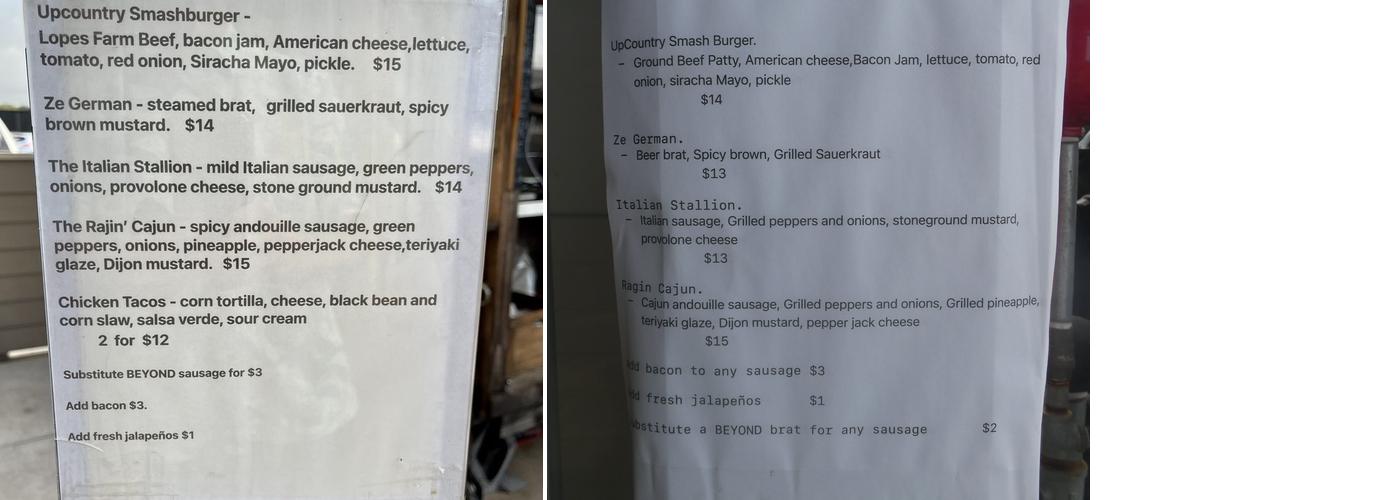 Upcountry Smashburger -
Lopes Farm Beef, bacon jam, American cheese,lettuce,
tomato, red onion, Siracha Mayo, pickle. $15
Ze German - steamed brat, grilled sauerkraut, spicy
brown mustard. $14
The Italian Stallion - mild Italian sausage, green peppers,
onions, provolone cheese, stone ground mustard. $14
The Rajin' Cajun - spicy andouille sausage, green
peppers, onions, pineapple, pepperjack cheese,teriyaki
glaze, Dijon mustard. $15
Chicken Tacos - corn tortilla, cheese, black bean and
corn slaw, salsa verde, sour cream
2 for $12
Substitute BEYOND sausage for $3
Add bacon $3.
Add fresh jalapeños $1
UpCountry Smash Burger.
- Ground Beef Patty, American cheese,Bacon Jam, lettuce, tomato, red
onion, siracha Mayo, pickle
$14
Ze German.
- Beer brat, Spicy brown, Grilled Sauerkraut
$13
Italian Stallion.
- Italian sausage, Grilled peppers and onions, stoneground mustard,
provolone cheese
$13
Ragin Cajun.
- Cajun andouille sausage, Grilled peppers and onions, Grilled pineapple,
teriyaki glaze, Dijon mustard, pepper jack cheese
$15
Add bacon to any sausage $3
Add fresh jalapeños $1
Substitute a BEYOND brat for any sausage $2